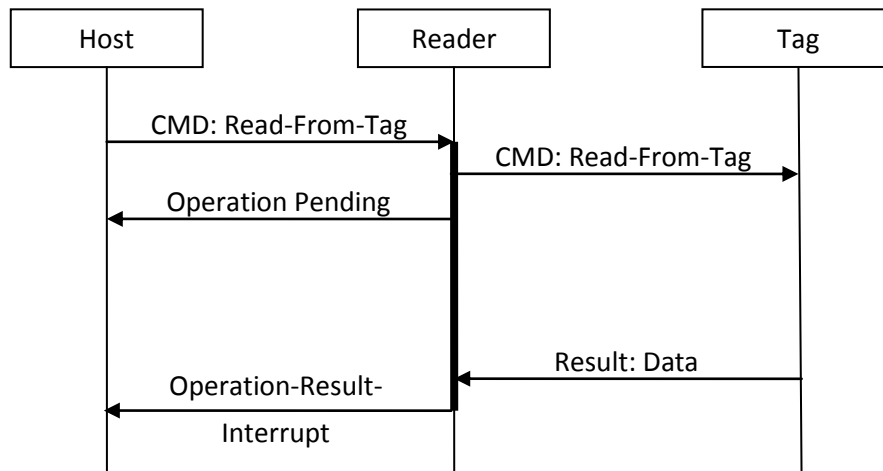 Host
Reader
Tag
CMD: Read-From-Tag
CMD: Read-From-Tag
Operation Pending
Result: Data
Operation-Result-
Interrupt